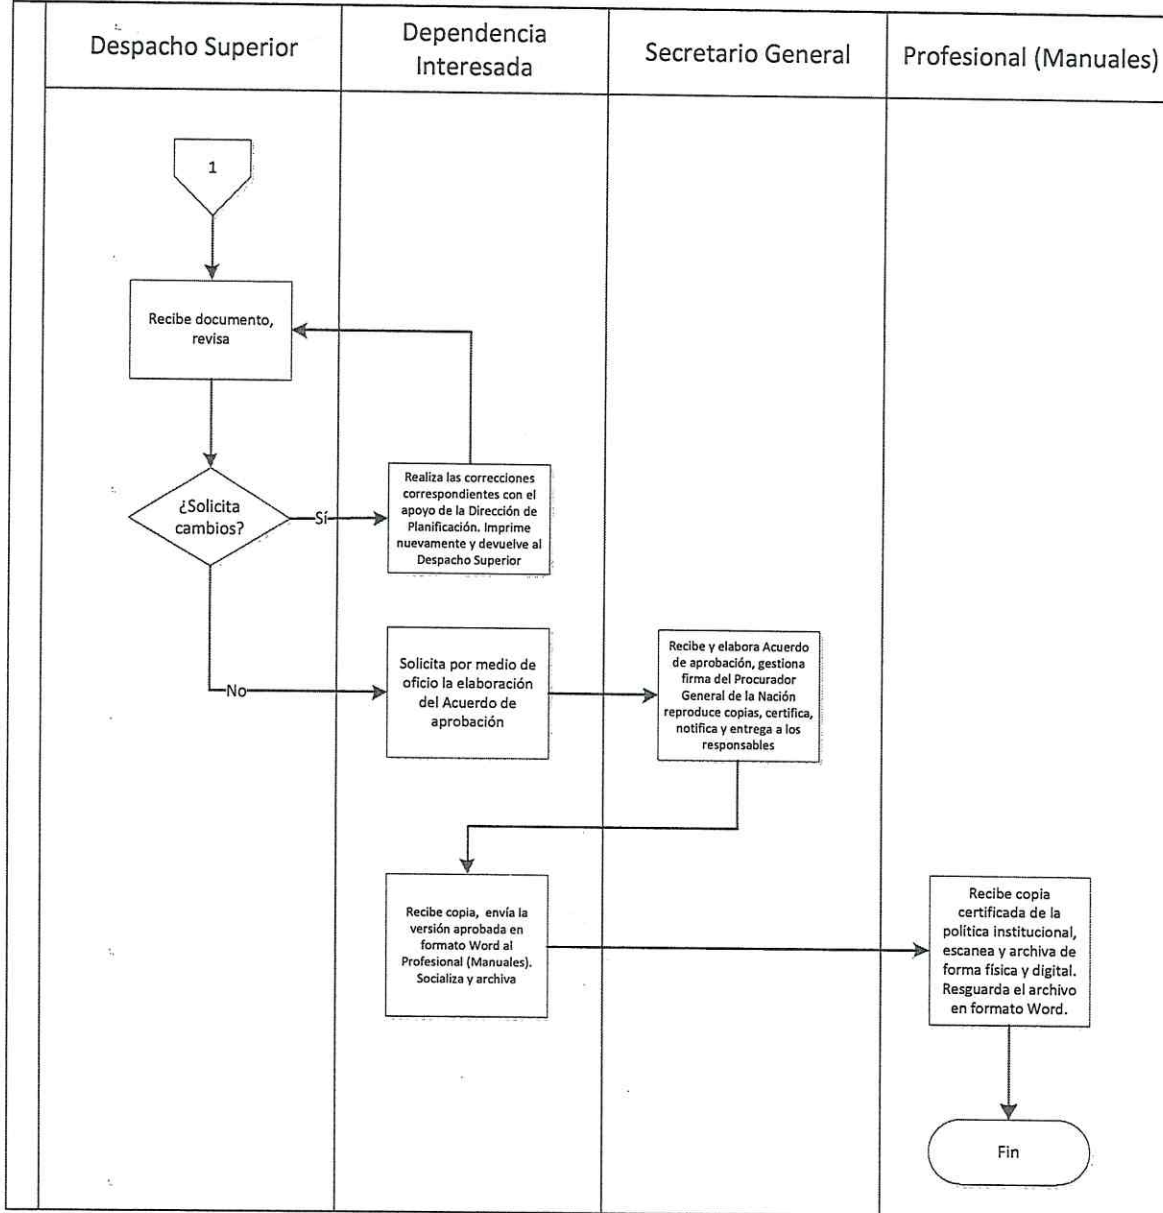 Despacho Superior
Dependencia
Interesada
Secretario General
Profesional (Manuales)
1
Recibe documento,
revisa
¿Solicita
cambios?
Sí
Realiza las correcciones
correspondientes con el
apoyo de la Dirección de
Planificación. Imprime
nuevamente y devuelve al
Despacho Superior
No
Solicita por medio de
oficio la elaboración
del Acuerdo de
aprobación
Recibe y elabora Acuerdo
de aprobación, gestiona
firma del Procurador
General de la Nación
reproduce copias, certifica,
notifica y entrega a los
responsables
Recibe copia, envía la
versión aprobada en
formato Word al
Profesional (Manuales).
Socializa y archiva
Recibe copia
certificada de la
política institucional,
escanea y archiva de
forma física y digital.
Resguarda el archivo
en formato Word.
Fin